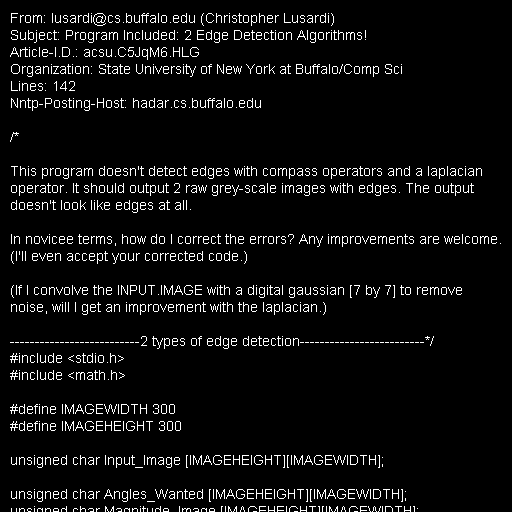 From: lusardi@cs.buffalo.edu (Christopher Lusardi)
Subject: Program Included: 2 Edge Detection Algorithms!
Article-I.D.: acsu.C5JqM6.HLG
Organization: State University of New York at Buffalo/Comp Sci
Lines: 142
Nntp-Posting-Host: hadar.cs.buffalo.edu

/*

This program doesn't detect edges with compass operators and a laplacian
operator. It should output 2 raw grey-scale images with edges. The output
doesn't look like edges at all.

In novicee terms, how do I correct the errors? Any improvements are welcome.
(I'll even accept your corrected code.)

(If I convolve the INPUT.IMAGE with a digital gaussian [7 by 7] to remove
noise, will I get an improvement with the laplacian.)

--------------------------2 types of edge detection-------------------------*/
#include <stdio.h>
#include <math.h>

#define IMAGEWIDTH 300
#define IMAGEHEIGHT 300

unsigned char Input_Image [IMAGEHEIGHT][IMAGEWIDTH];

unsigned char Angles_Wanted [IMAGEHEIGHT][IMAGEWIDTH];
unsigned char Magnitude_Image [IMAGEHEIGHT][IMAGEWIDTH];